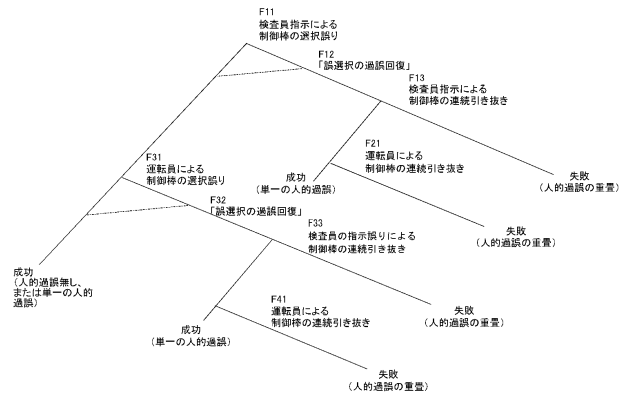 F11
検査員指示による
制御棒の選択誤り
F12
「誤選択の過誤回復」
F13
検査員指示による
制御棒の連続引き抜き
F21
運転員による
制御棒の連続引き抜き
成功
(単一の人的過誤)
失敗
(人的過誤の重畳)
失敗
(人的過誤の重畳)
F31
運転員による
制御棒の選択誤り
F32
「誤選択の過誤回復」
F33
検査員の指示誤りによる
制御棒の連続引き抜き
成功
(人的過誤無し、
または単一の人的
過誤)
F41
運転員による
制御棒の連続引き抜き
成功
(単一の人的過誤)
失敗
(人的過誤の重畳)
失敗
(人的過誤の重畳)